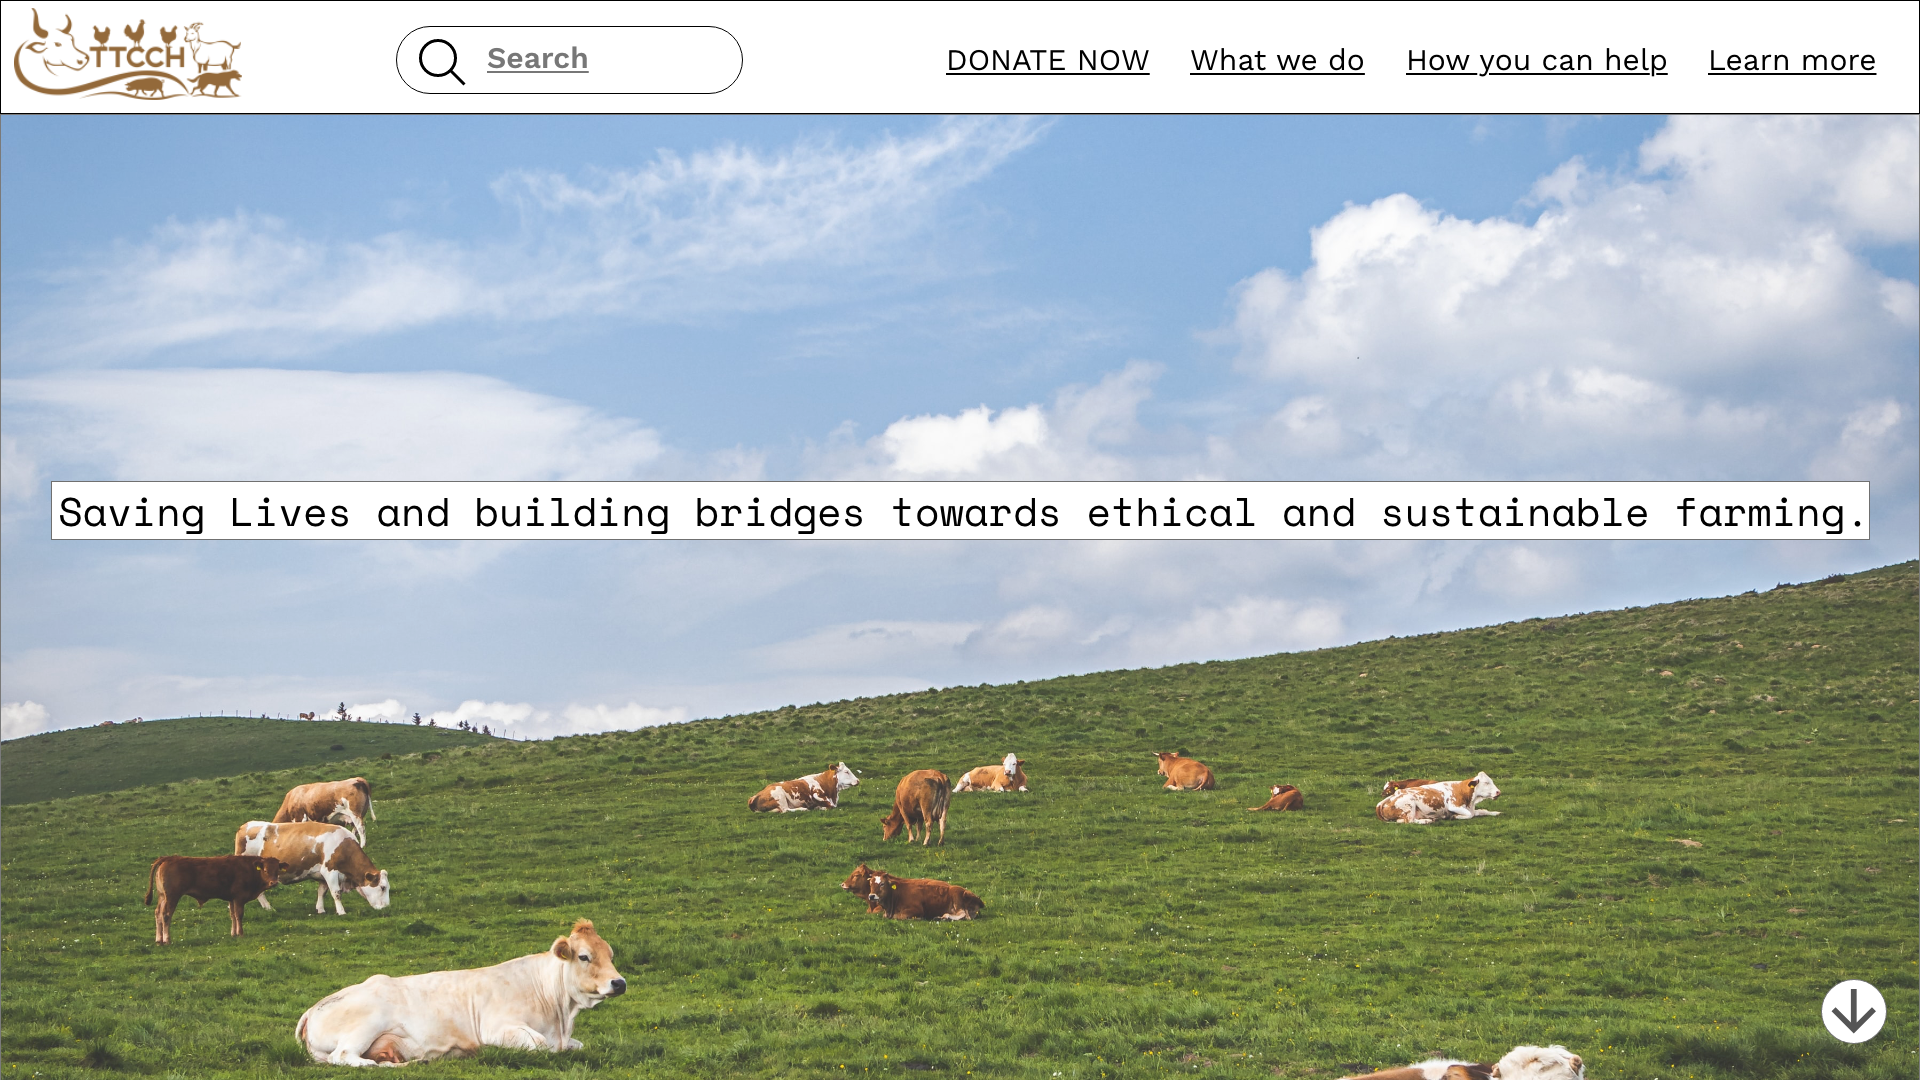 TTCCH
Search
DONATE NOW
What we do
How you can help
Learn more
Saving Lives and building bridges towards ethical and sustainable farming.